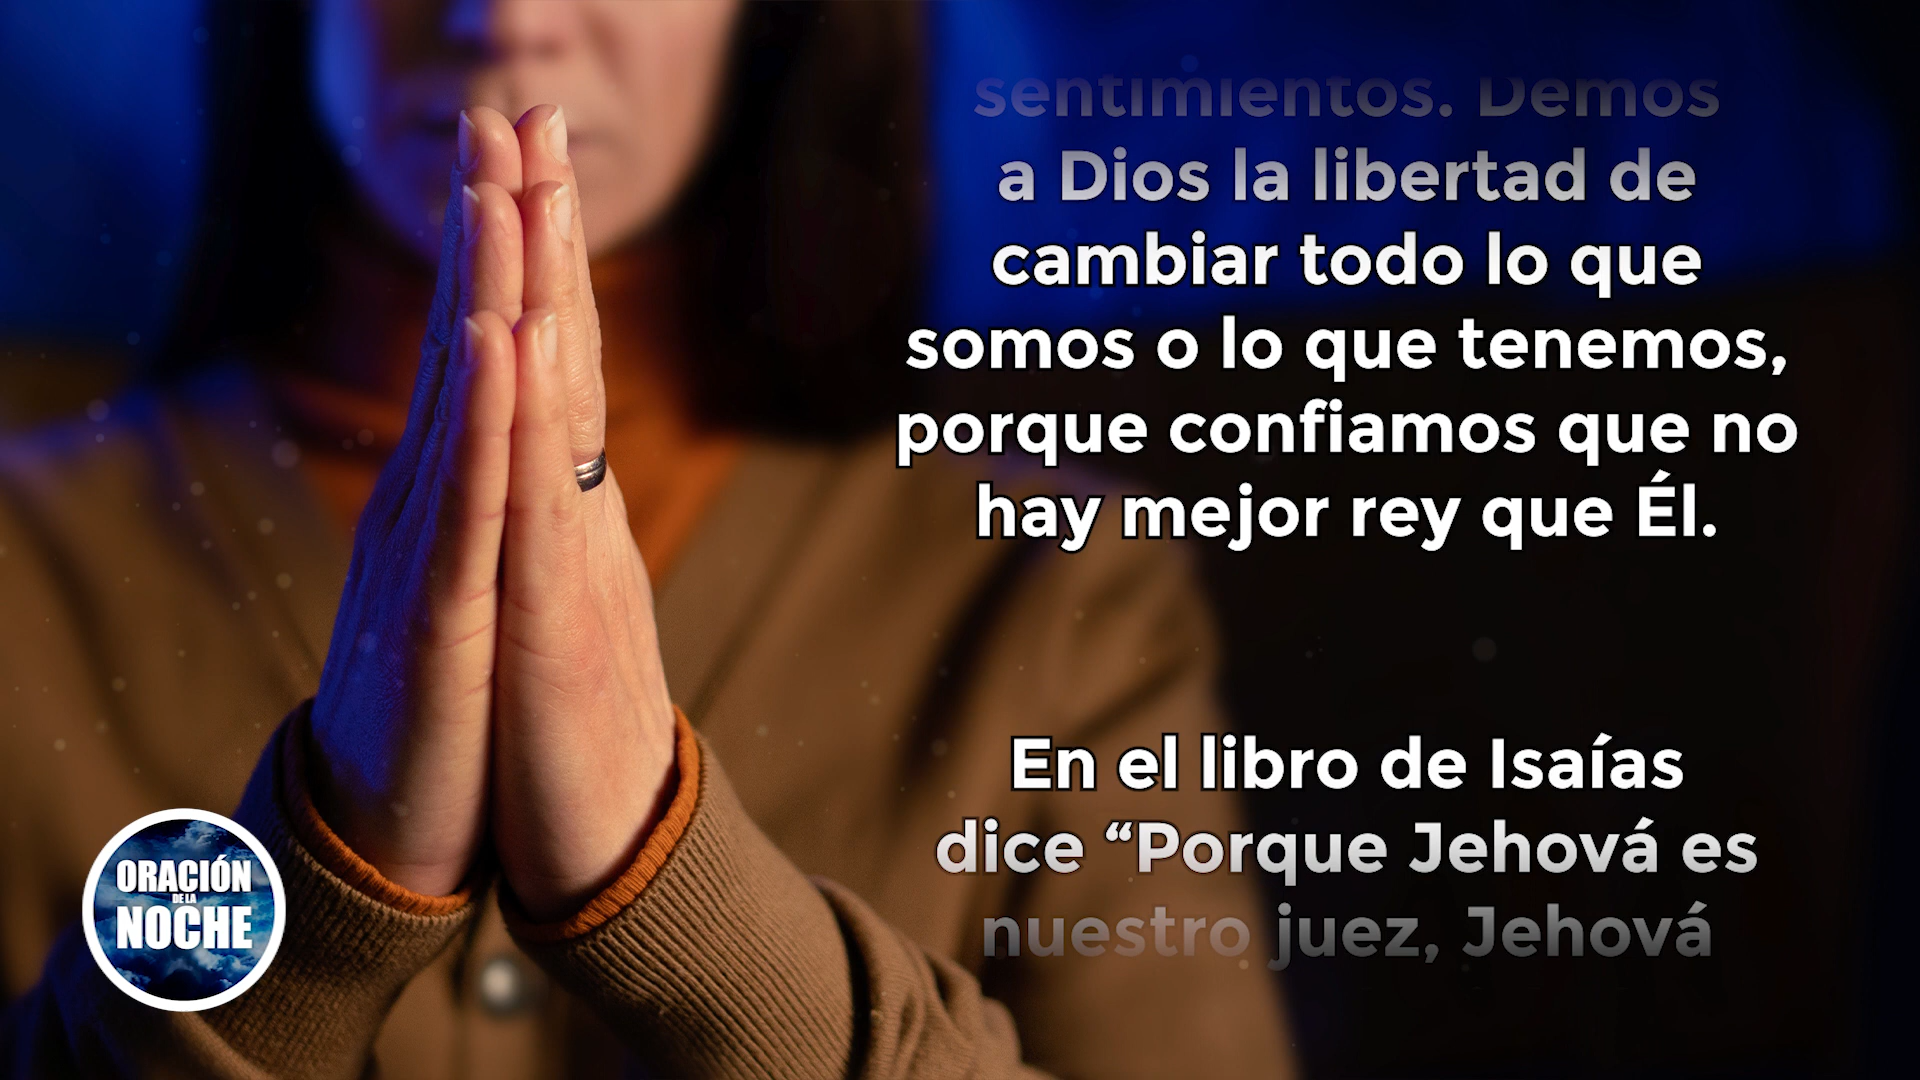 sentimientos. Demos
a Dios la libertad de
cambiar todo lo que
somos o lo que tenemos,
porque confiamos que no
hay mejor rey que Él.
En el libro de Isaías
dice “Porque Jehová es
nuestro juez, Jehová
ORACIÓN
DE LA
NOCHE